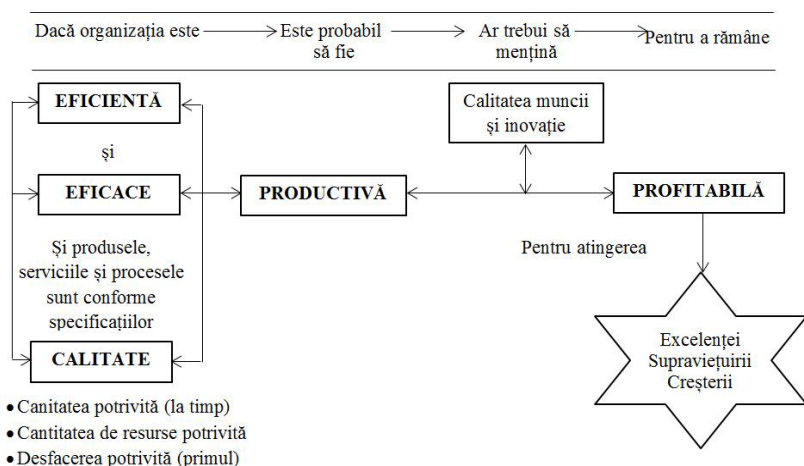 Dacă organizația este
Este probabil
să fie
Ar trebui să
mențină
Pentru a rămâne
EFICIENTĂ
și
EFICACE
Și produsele,
serviciile și procesele
sunt conforme
specificațiilor
CALITATE
PRODUCTIVĂ
Calitatea muncii
și inovație
PROFITABILĂ
Pentru atingerea
Excelenței
Supraviețuirii
Creșterii
• Canitatea potrivită (la timp)
• Cantitatea de resurse potrivită
• Desfacerea potrivită (primul)